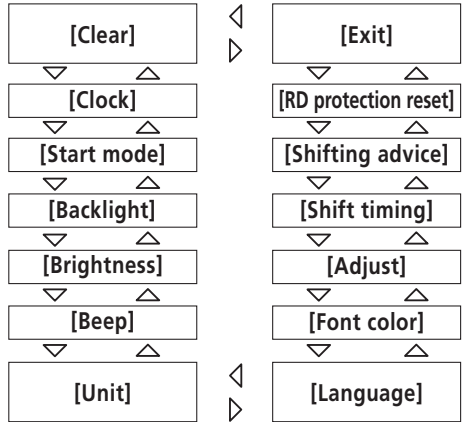 [Clear]
[Exit]
[Clock]
[RD protection reset]
[Start mode]
[Shifting advice]
[Backlight]
[Shift timing]
[Brightness]
[Adjust]
[Beep]
[Font color]
[Unit]
[Language]